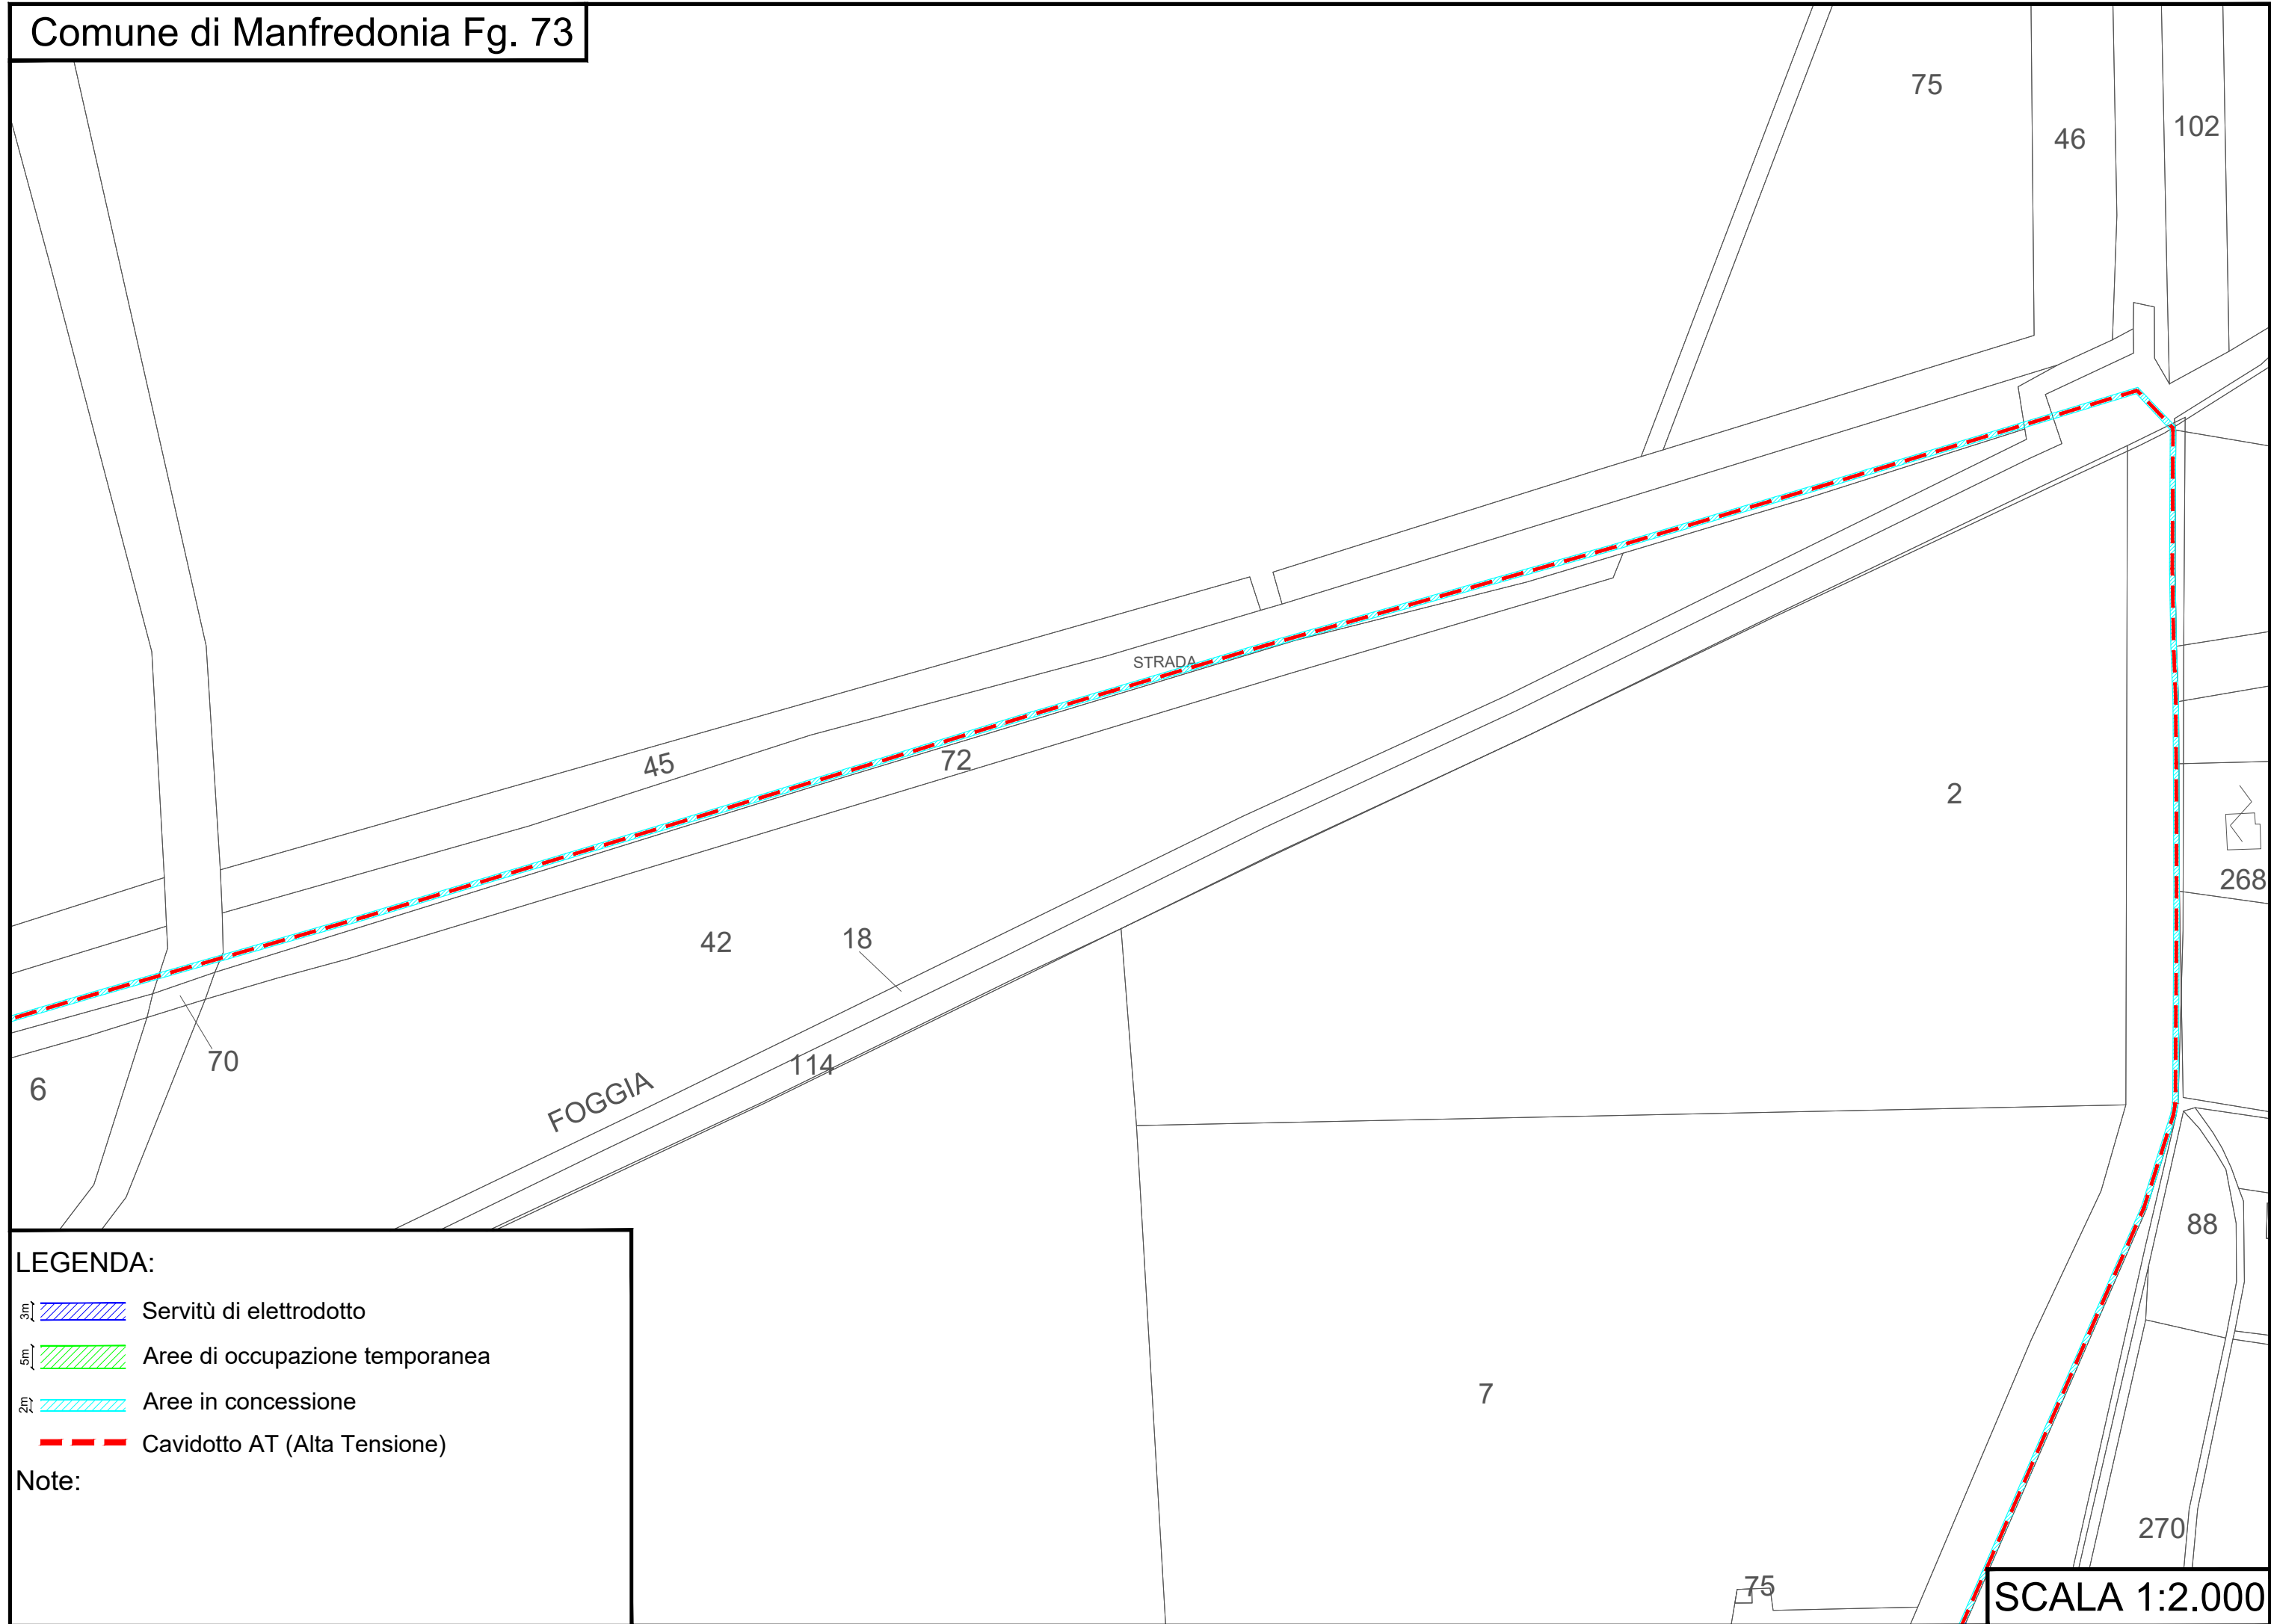 Comune di Manfredonia Fg. 73
75
46
102
STRADA
45
72
2
268
42
18
70
114
6
FOGGIA
88
7
270
75
LEGENDA:
3m
Servitù di elettrodotto
5m
Aree di occupazione temporanea
2m
Aree in concessione
Cavidotto AT (Alta Tensione)
Note:
SCALA 1:2.000